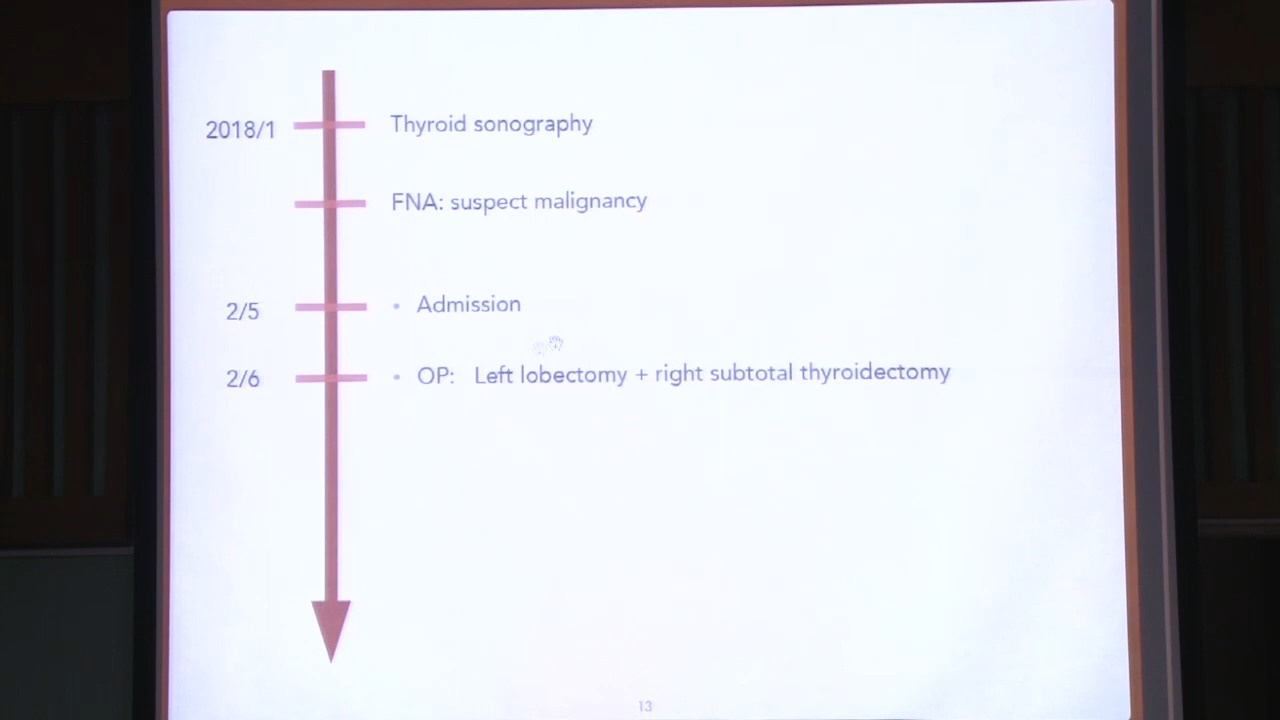 2018/1 Thyroid sonography
FNA: suspect malignancy
2/5 • Admission
2/6 • OP: Left lobectomy + right subtotal thyroidectomy
13